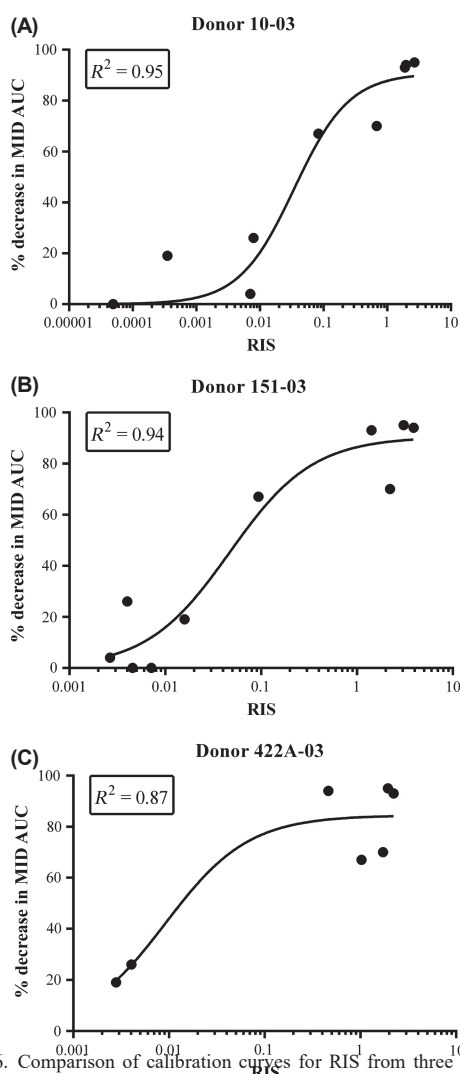 (A)
Donor 10-03
R² = 0.95
% decrease in MID AUC
100
80
60
40
20
0
0.00001 0.0001 0.001 0.01 0.1 1 10
RIS
(B)
Donor 151-03
R² = 0.94
% decrease in MID AUC
100
80
60
40
20
0
0.001 0.01 0.1 1 10
RIS
(C)
Donor 422A-03
R² = 0.87
% decrease in MID AUC
100
80
60
40
20
0
0.001 0.01 0.1 1 10
. Comparison of calibration curves for RIS from three
RIS